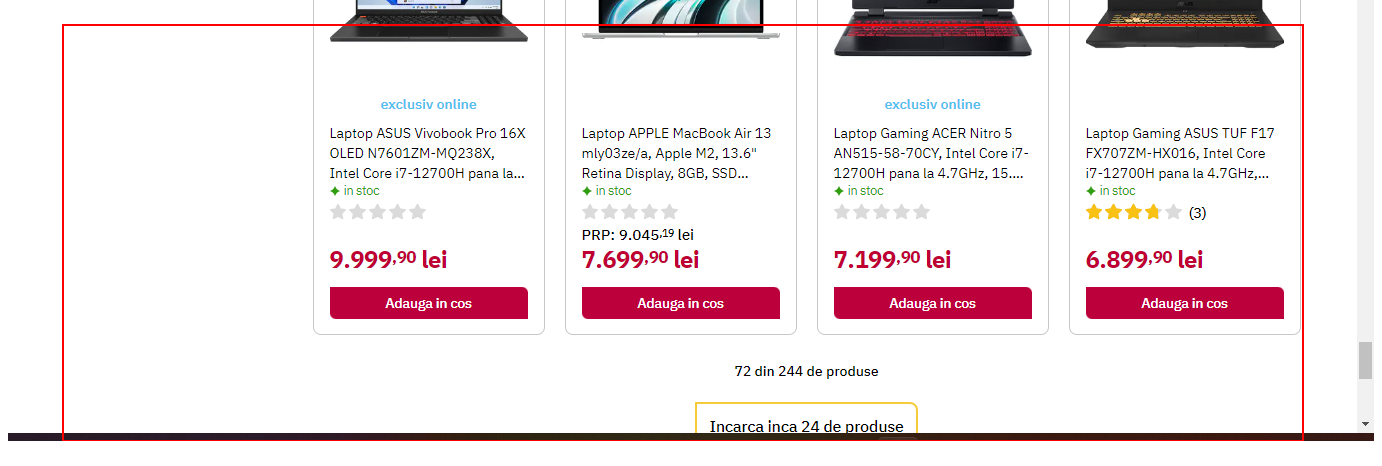 exclusiv online
Laptop ASUS Vivobook Pro 16X
OLED N7601ZM-MQ238X,
Intel Core i7-12700H pana la...
in stoc
9.999,90 lei
Adauga in cos
Laptop APPLE MacBook Air 13
mly03ze/a, Apple M2, 13.6"
Retina Display, 8GB, SSD...
in stoc
PRP: 9.045,19 lei
7.699,90 lei
Adauga in cos
exclusiv online
Laptop Gaming ACER Nitro 5
AN515-58-70CY, Intel Core i7-
12700H pana la 4.7GHz, 15....
in stoc
7.199,90 lei
Adauga in cos
Laptop Gaming ASUS TUF F17
FX707ZM-HX016, Intel Core
i7-12700H pana la 4.7GHz,...
in stoc
(3)
6.899,90 lei
Adauga in cos
72 din 244 de produse
Incarca inca 24 de produse